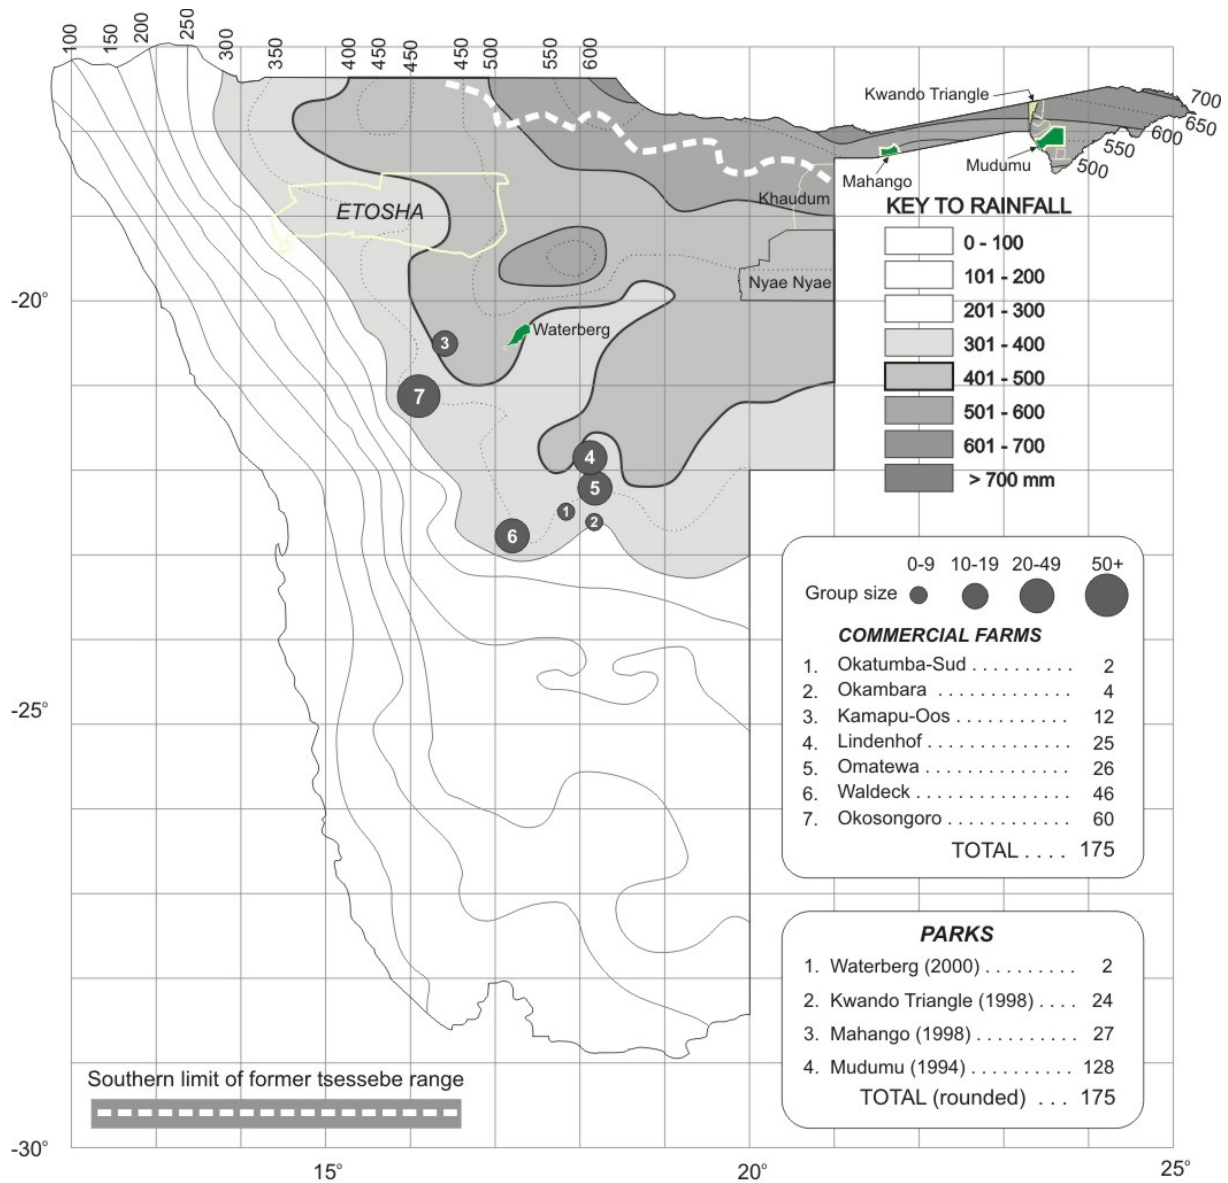 100
150
200
250
300
350
400
450
450
450
500
550
600
Kwando Triangle
700
650
600
550
500
Mudumu
Mahango
Khaudum
ETOSHA
KEY TO RAINFALL
0 - 100
101 - 200
201 - 300
301 - 400
401 - 500
501 - 600
601 - 700
> 700 mm
Nyae Nyae
-20°
Waterberg
3
7
4
5
1
2
6
0-9 10-19 20-49 50+
Group size
COMMERCIAL FARMS
1. Okatumba-Sud . . . . . . . . . . 2
2. Okambara . . . . . . . . . . . . . 4
3. Kamapu-Oos . . . . . . . . . . . 12
4. Lindenhof . . . . . . . . . . . . . . 25
5. Omatewa . . . . . . . . . . . . . . 26
6. Waldeck . . . . . . . . . . . . . . . 46
7. Okosongoro . . . . . . . . . . . . 60
TOTAL . . . . 175
-25°
PARKS
1. Waterberg (2000) . . . . . . . . . 2
2. Kwando Triangle (1998) . . . . 24
3. Mahango (1998) . . . . . . . . . . 27
4. Mudumu (1994) . . . . . . . . . . 128
TOTAL (rounded) . . . 175
Southern limit of former tsessebe range
-30°
15° 20° 25°